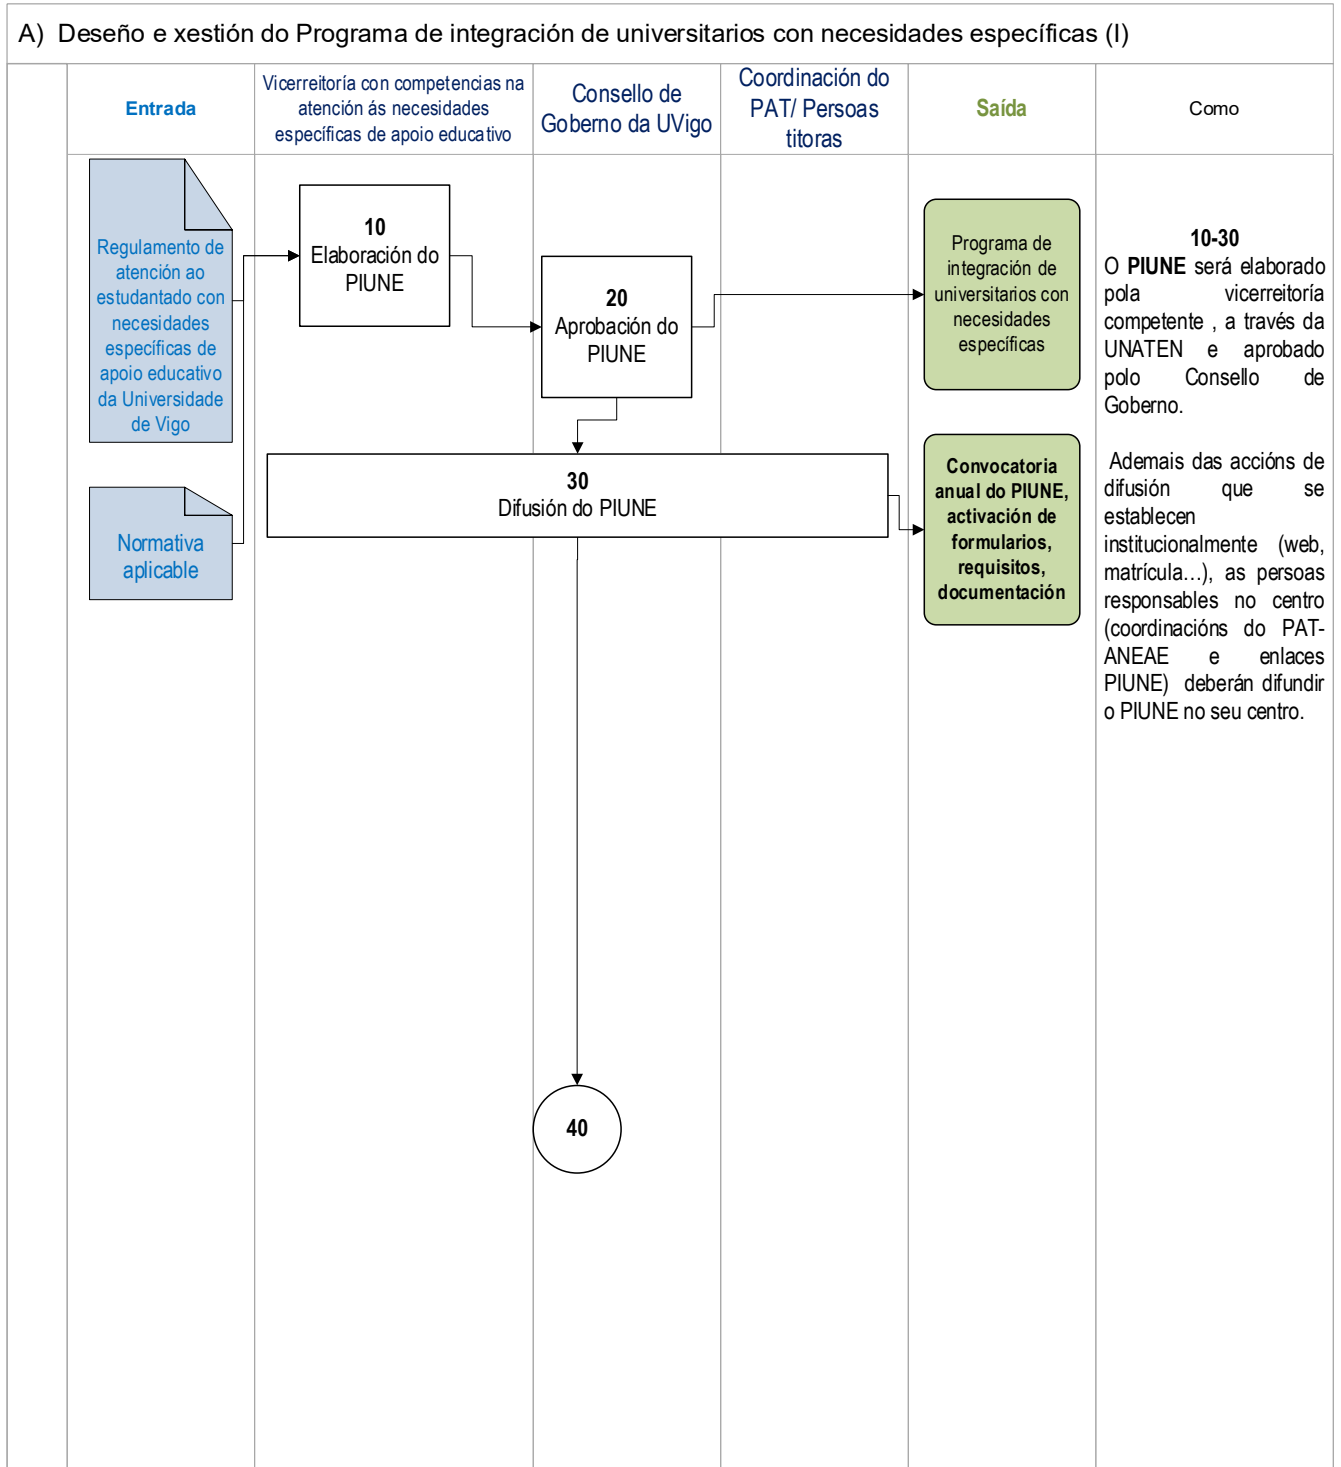 A) Deseño e xestión do Programa de integración de universitarios con necesidades específicas (I)
Entrada
Vicerreitoría con competencias na
atención ás necesidades
específicas de apoio educativo
Consello de
Goberno da UVigo
Coordinación do
PAT/ Persoas
titoras
Saída
Como
Regulamento de
atención ao
estudantado con
necesidades
específicas de
apoio educativo
da Universidade
de Vigo
Normativa
aplicable
10
Elaboración do
PIUNE
20
Aprobación do
PIUNE
30
Difusión do PIUNE
40
Programa de
integración de
universitarios con
necesidades
específicas
Convocatoria
anual do PIUNE,
activación de
formularios,
requisitos,
documentación
10-30
O PIUNE será elaborado
pola vicerreitoría
competente , a través da
UNATEN e aprobado
polo Consello de
Goberno.
Ademais das accións de
difusión que se
establecen
institucionalmente (web,
matrícula…), as persoas
responsables no centro
(coordinacións do PAT-
ANEAE e enlaces
PIUNE) deberán difundir
o PIUNE no seu centro.